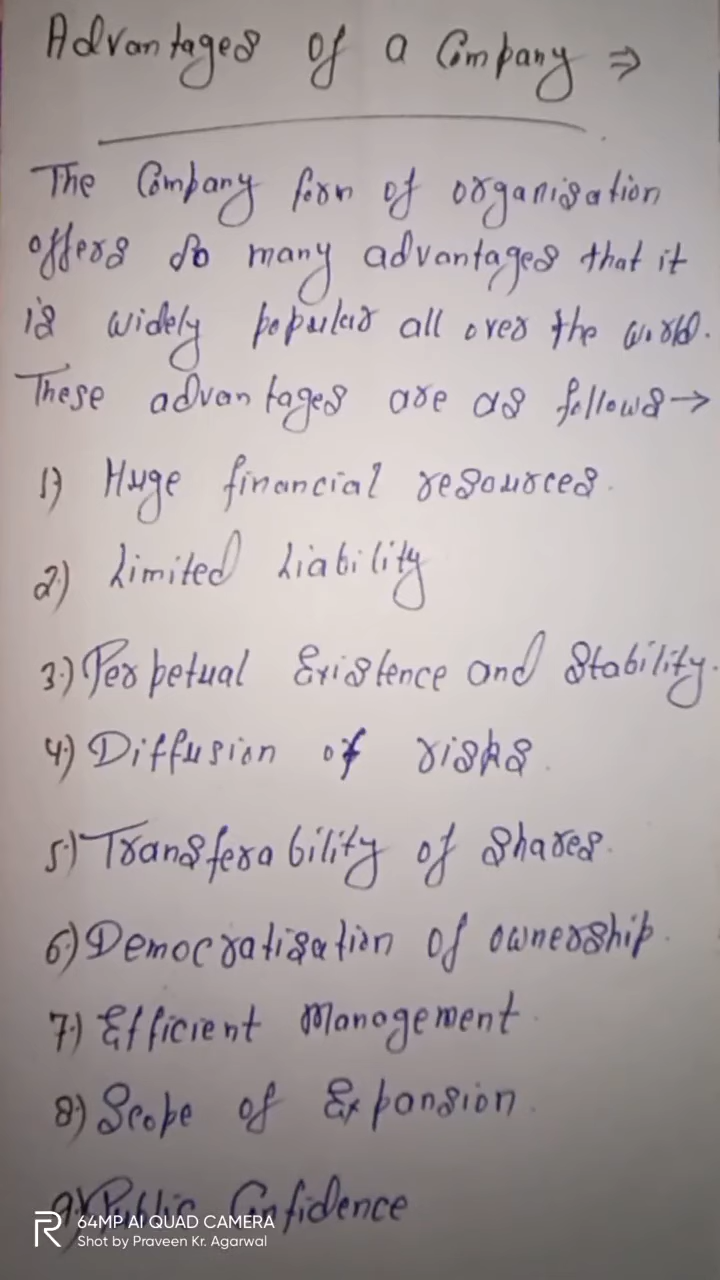 Advantages of a Company ⇒
The Company form of organisation
offers so many advantages that it
is widely popular all over the world.
These advantages are as follows →
1) Huge financial resources.
2.) Limited Liability
3.) Perpetual Existence and Stability.
4.) Diffusion of risks.
5.) Transferability of Shares.
6.) Democratisation of ownership.
7.) Efficient Management.
8.) Scope of Expansion.
9.) Public Confidence
64MP AI QUAD CAMERA
Shot by Praveen Kr. Agarwal